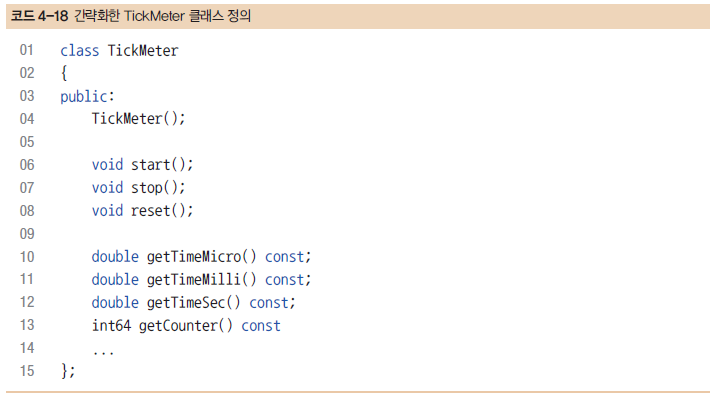 코드 4-18 간략화한 TickMeter 클래스 정의
01 class TickMeter
02 {
03 public:
04 TickMeter();
05
06 void start();
07 void stop();
08 void reset();
09
10 double getTimeMicro() const;
11 double getTimeMilli() const;
12 double getTimeSec() const;
13 int64 getCounter() const
14 ...
15 };